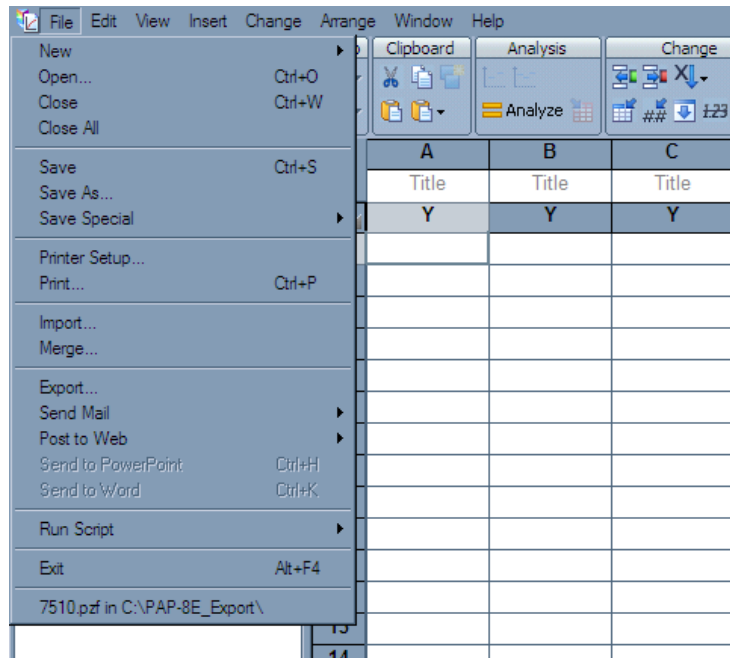 File Edit View Insert Change Arrange Window Help
Clipboard Analysis Change
New
Open... Ctrl+O
Close Ctrl+W
Close All
Save Ctrl+S
Save As...
Save Special
Printer Setup...
Print... Ctrl+P
Import...
Merge...
Export...
Send Mail
Post to Web
Send to PowerPoint Ctrl+H
Send to Word Ctrl+K
Run Script
Exit Alt+F4
7510.pzf in C:\PAP-8E_Export\
Analyze ## 123
A B C
Title Title Title
Y Y Y
13
14